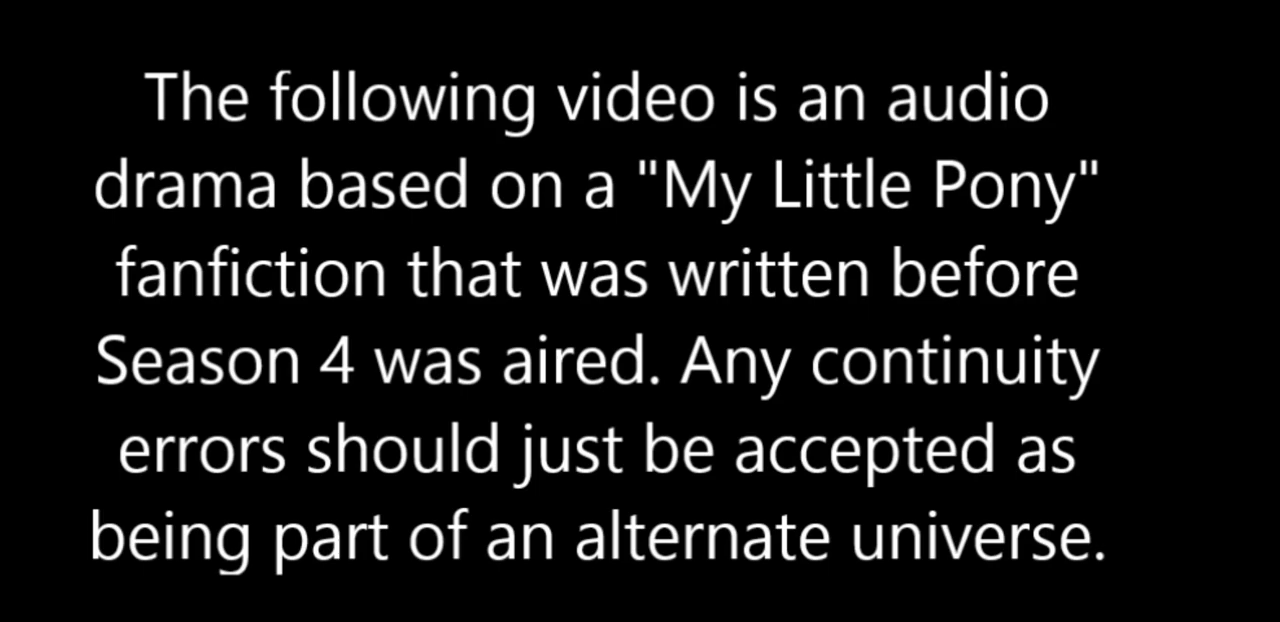 The following video is an audio
drama based on a "My Little Pony"
fanfiction that was written before
Season 4 was aired. Any continuity
errors should just be accepted as
being part of an alternate universe.